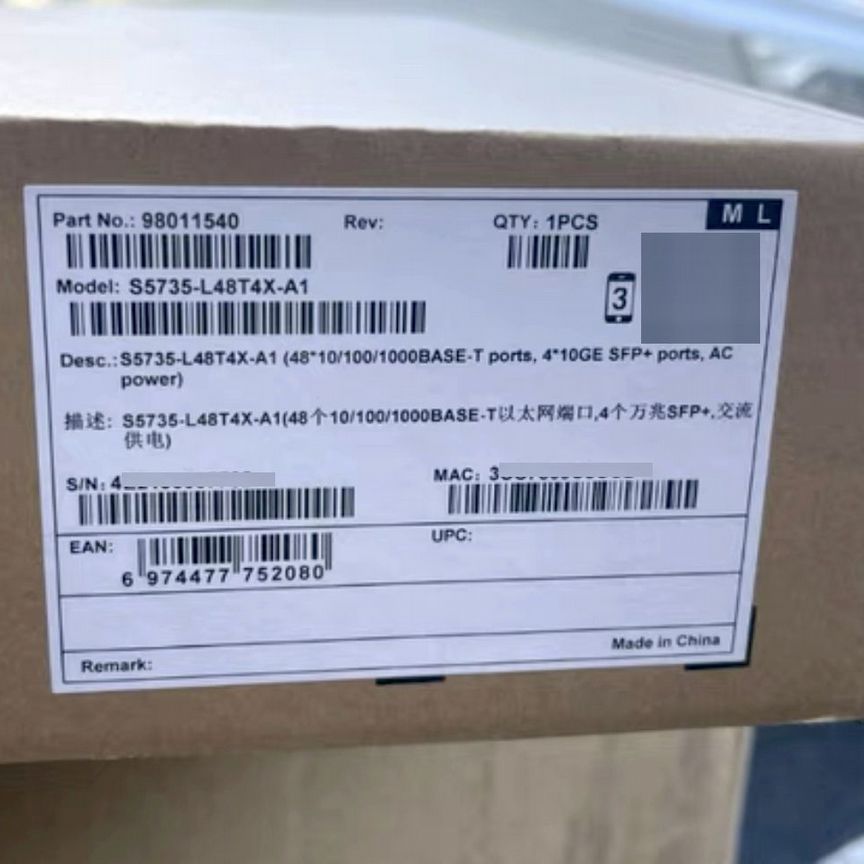 Part No.: 98011540 Rev: QTY: 1PCS M L
Model: S5735-L48T4X-A1
3
Desc.: S5735-L48T4X-A1 (48*10/100/1000BASE-T ports, 4*10GE SFP+ ports, AC
power)
描述: S5735-L48T4X-A1(48个10/100/1000BASE-T以太网端口,4个万兆SFP+,交流
供电)
S/N: 4 MAC: 3
EAN: UPC:
6 974477 752080
Made in China
Remark: